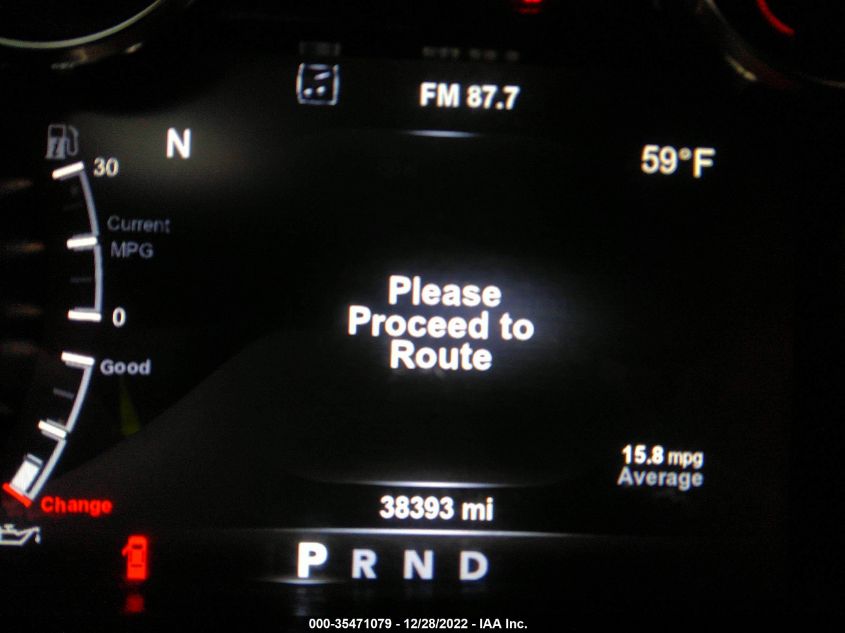 FM 87.7
N
59°F
30
Current
MPG
0
Please
Proceed to
Route
Good
15.8 mpg
Average
Change
38393 mi
P R N D
000-35471079 - 12/28/2022 - IAA Inc.